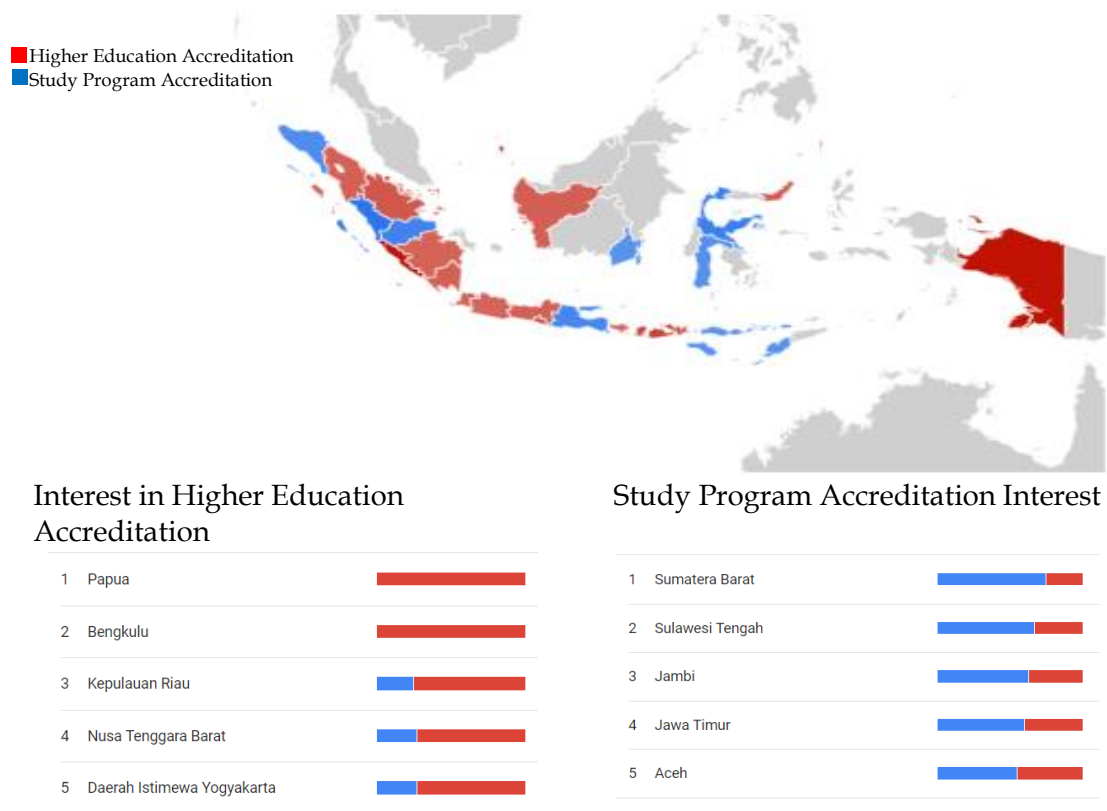 Higher Education Accreditation
Study Program Accreditation
Interest in Higher Education
Accreditation
1 Papua
2 Bengkulu
3 Kepulauan Riau
4 Nusa Tenggara Barat
5 Daerah Istimewa Yogyakarta
Study Program Accreditation Interest
1 Sumatera Barat
2 Sulawesi Tengah
3 Jambi
4 Jawa Timur
5 Aceh